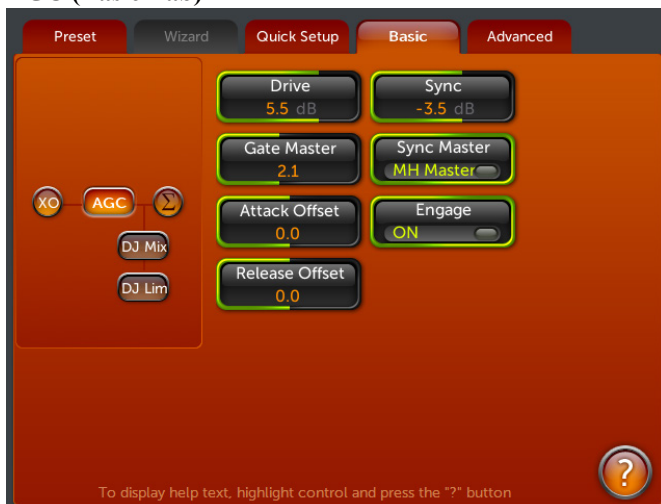 Preset Wizard Quick Setup Basic Advanced
Drive
5.5 dB
Sync
-3.5 dB
Gate Master
2.1
Sync Master
MH Master
XO AGC Σ
Attack Offset
0.0
Engage
ON
DJ Mix
DJ Lim
Release Offset
0.0
?
To display help text, highlight control and press the "?" button